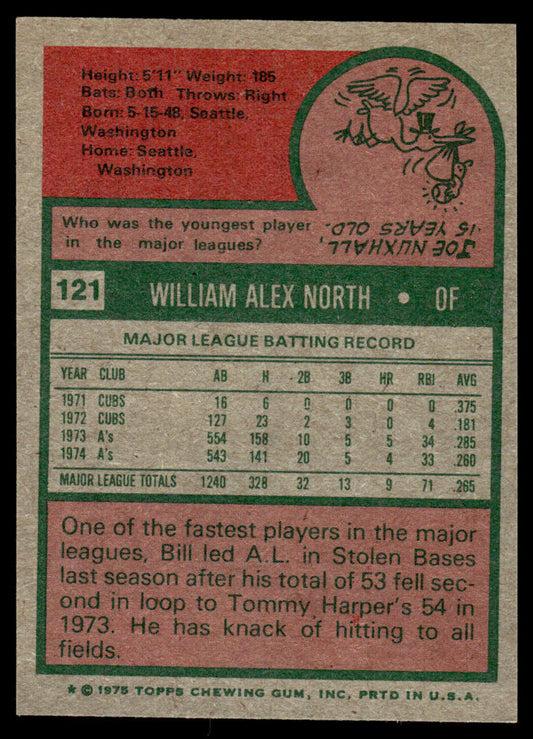 Height: 5'11" Weight: 185
Bats: Both Throws: Right
Born: 5-15-48, Seattle,
Washington
Home: Seattle,
Washington
Who was the youngest player
in the major leagues?
JOE NUXHALL,
15 YEARS OLD.
121 WILLIAM ALEX NORTH • OF
MAJOR LEAGUE BATTING RECORD
YEAR CLUB AB H 2B 3B HR RBI AVG
1971 CUBS 16 6 0 0 0 0 .375
1972 CUBS 127 23 2 3 0 4 .181
1973 A's 554 158 10 5 5 34 .285
1974 A's 543 141 20 5 4 33 .260
MAJOR LEAGUE TOTALS 1240 328 32 13 9 71 .265
One of the fastest players in the major
leagues, Bill led A.L. in Stolen Bases
last season after his total of 53 fell sec-
ond in loop to Tommy Harper's 54 in
1973. He has knack of hitting to all
fields.
* © 1975 TOPPS CHEWING GUM, INC. PRTD IN U.S.A.